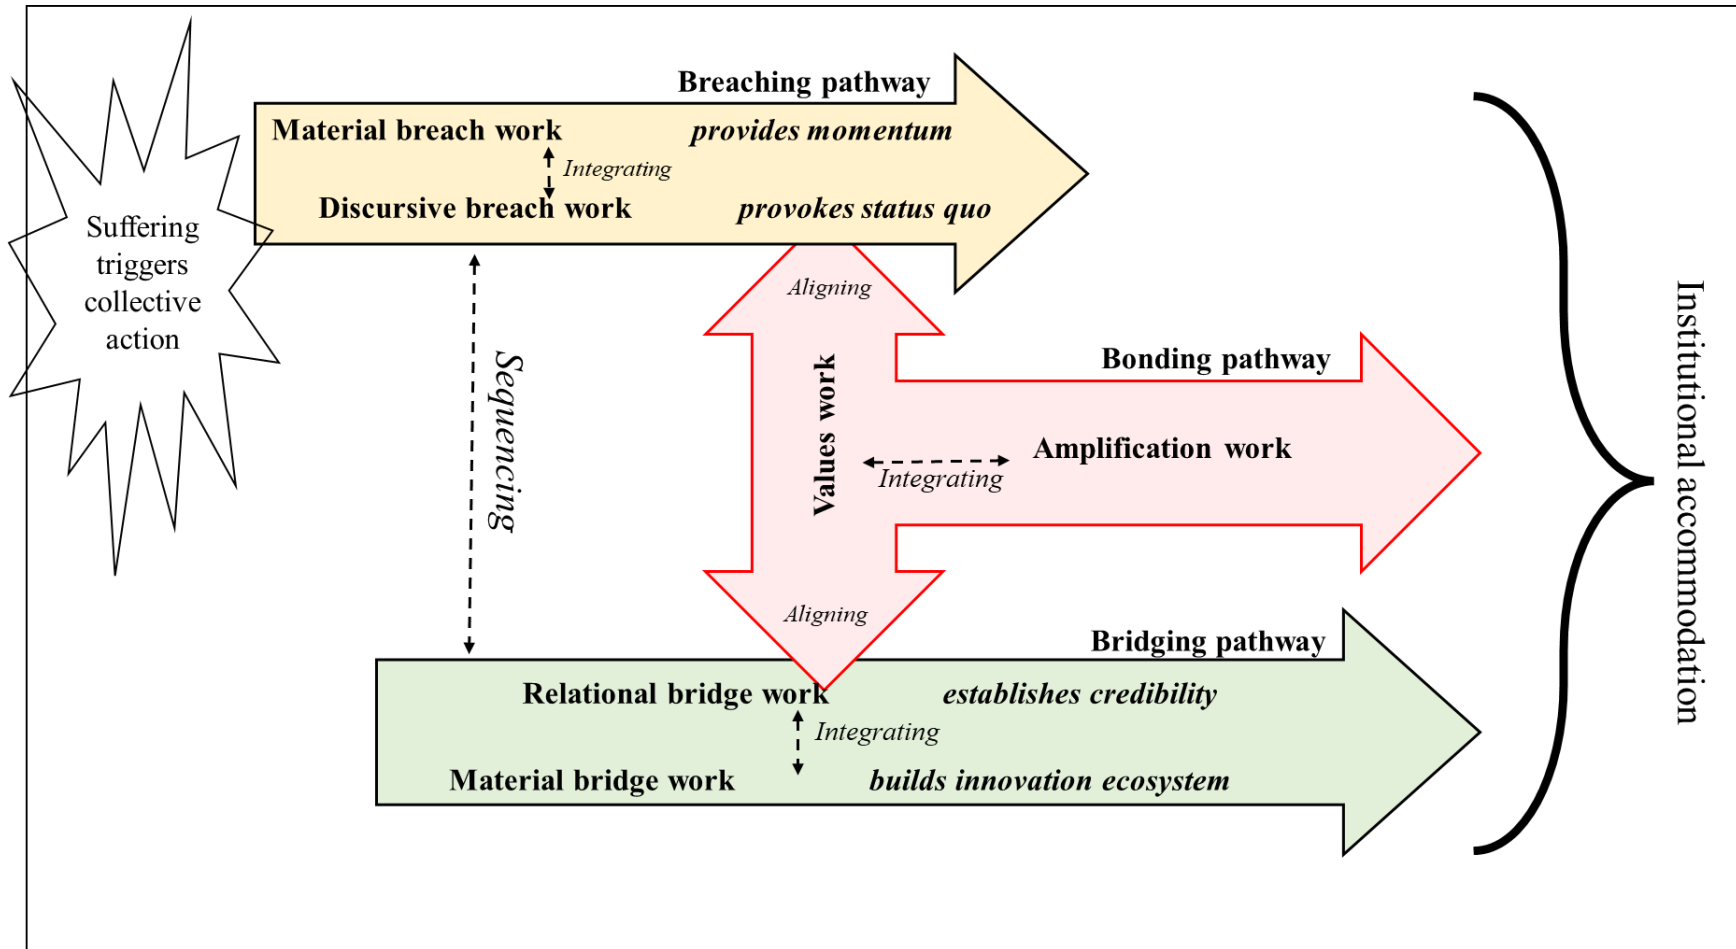 Breaching pathway
Material breach work provides momentum
Integrating
Discursive breach work provokes status quo
Suffering
triggers
collective
action
Aligning
Sequencing
Values work
Bonding pathway
Amplification work
Integrating
Aligning
Bridging pathway
Relational bridge work establishes credibility
Integrating
Material bridge work builds innovation ecosystem
Institutional accommodation